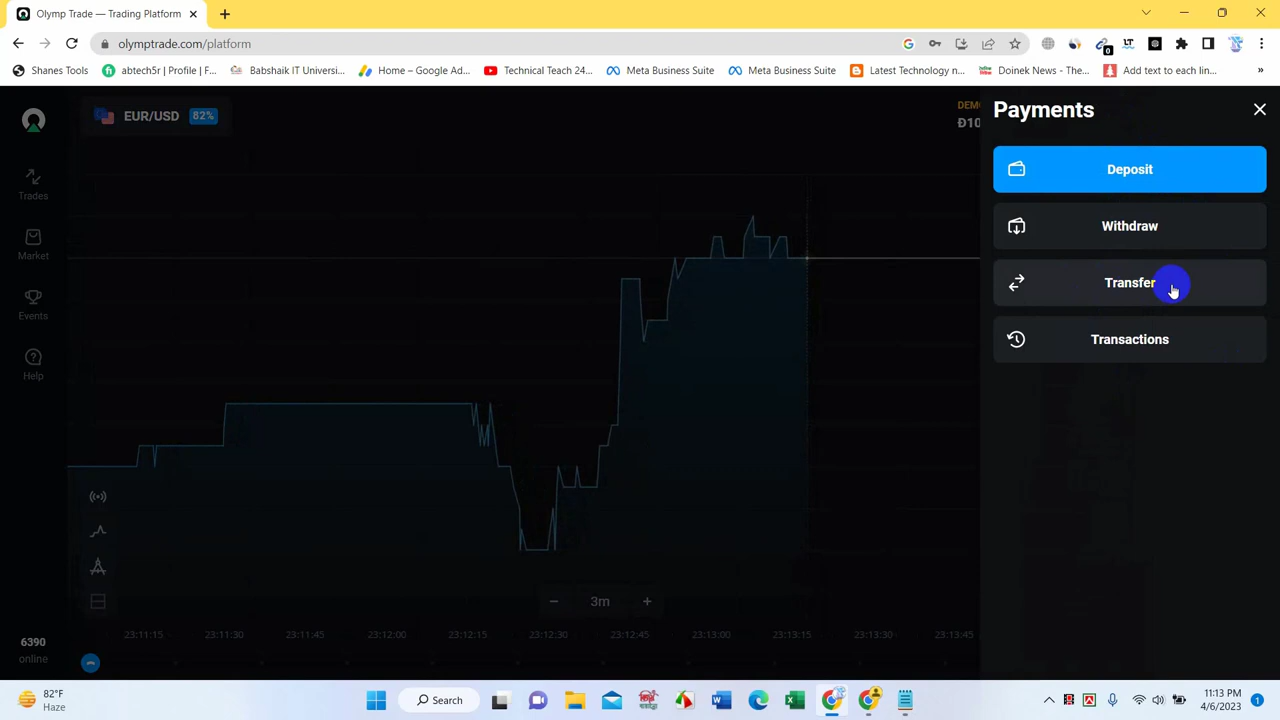 Olymp Trade — Trading Platform
olymptrade.com/platform
0
Shanes Tools
abtech5r | Profile | F...
Babshari IT Universi...
Home – Google Ad...
Technical Teach 24...
Meta Business Suite
Meta Business Suite
Latest Technology n...
Doinek News - The...
Add text to each lin...
»
EUR/USD 82%
DEMO
Payments
Deposit
Withdraw
Transfer
Transactions
Trades
Market
Events
Help
3m
6390
online
23:11:15
23:11:30
23:11:45
23:12:00
23:12:15
23:12:30
23:12:45
23:13:00
23:13:15
23:13:30
23:13:45
82°F
Haze
Search
11:13 PM
4/6/2023
1